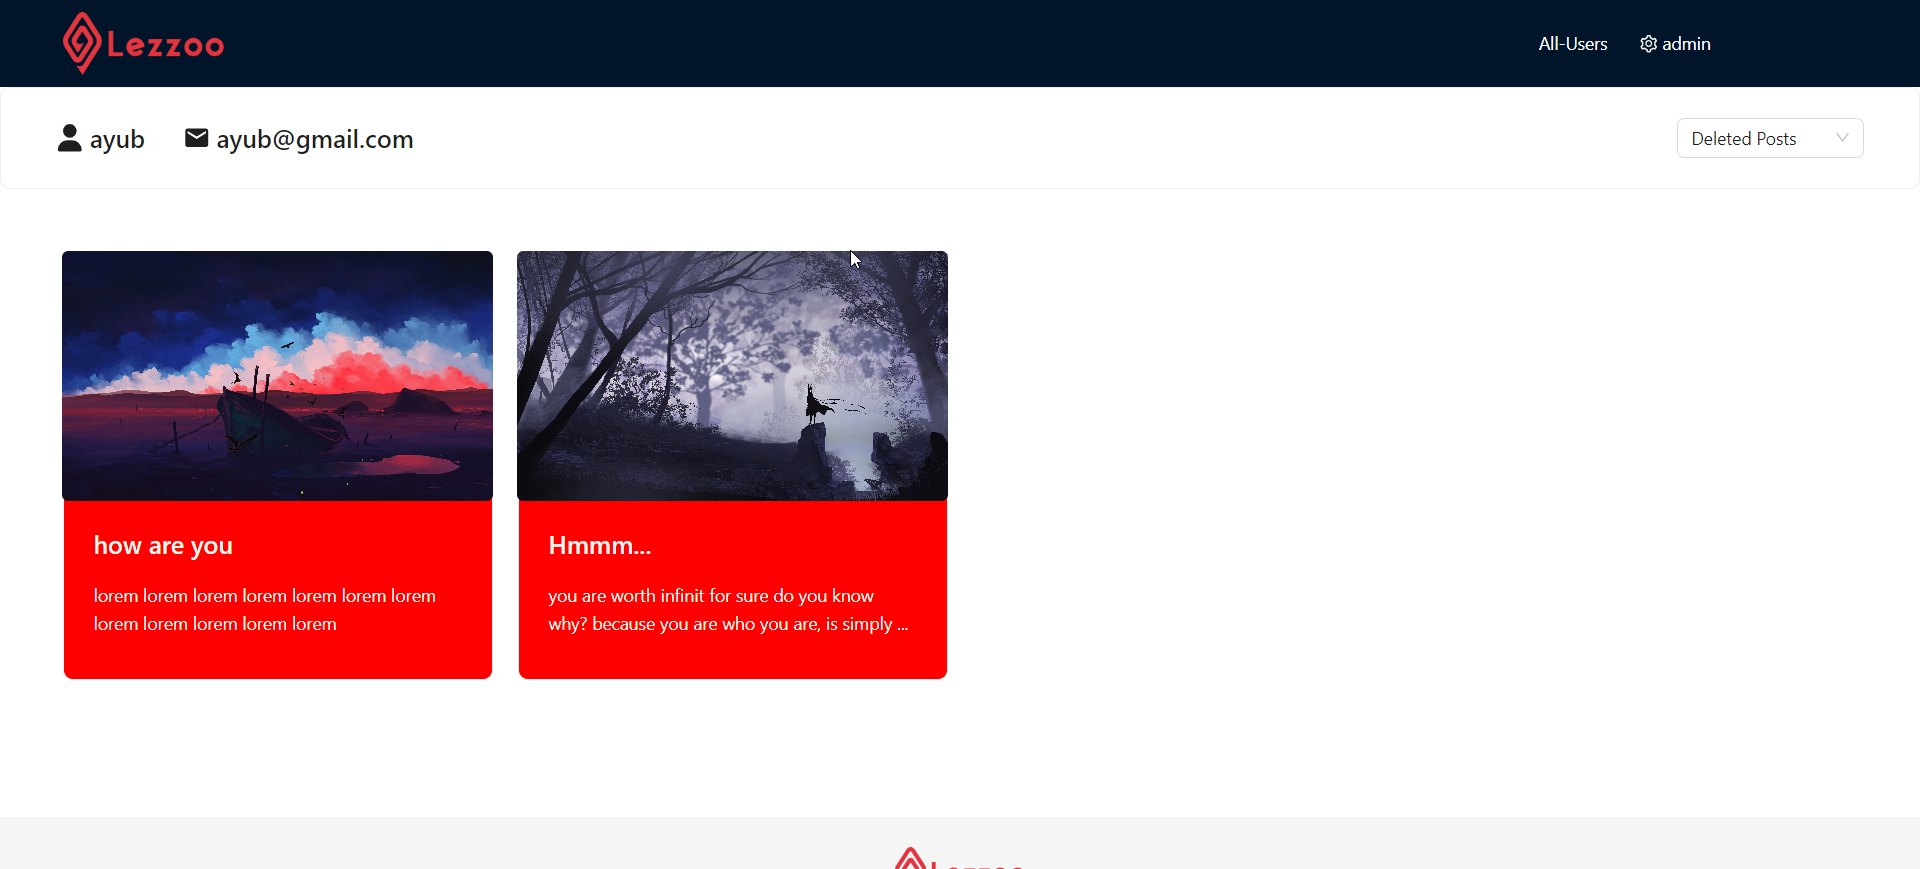 Lezzoo
All-Users
admin
ayub
ayub@gmail.com
Deleted Posts
how are you
lorem lorem lorem lorem lorem lorem lorem
lorem lorem lorem lorem lorem
Hmmm...
you are worth infinit for sure do you know
why? because you are who you are, is simply ...
Lezzoo